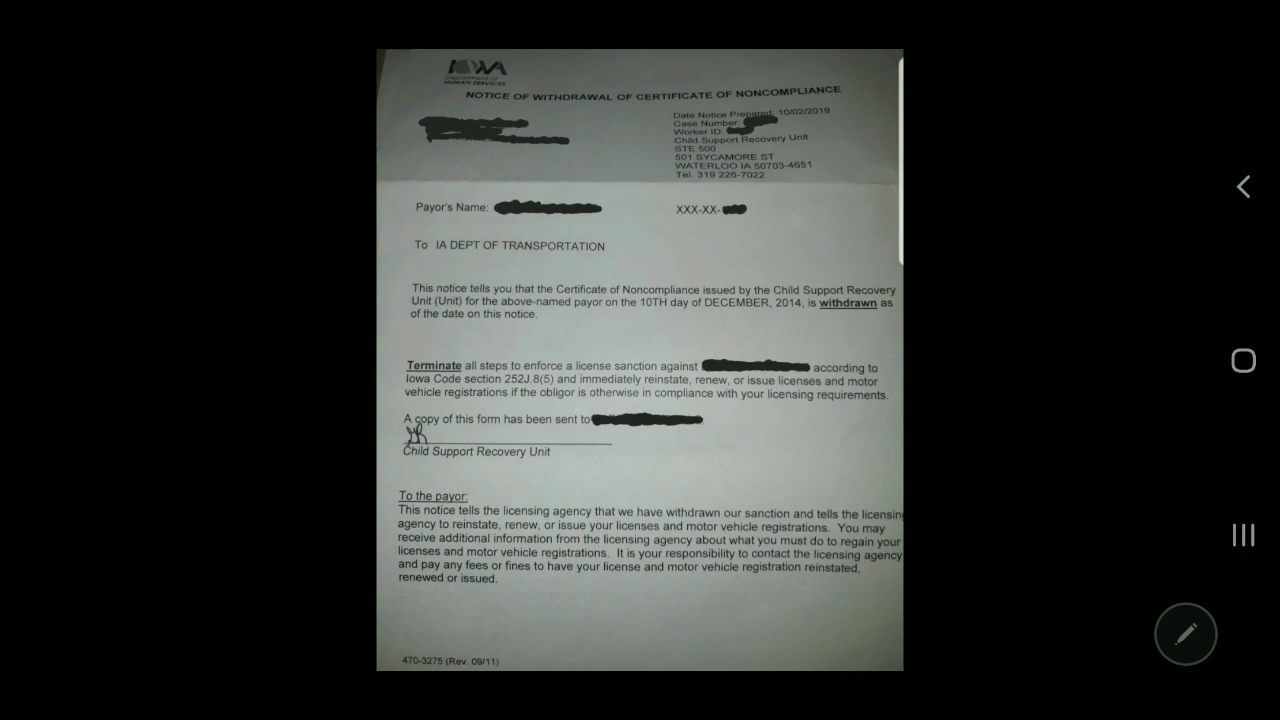 IOWA
Department of
HUMAN SERVICES
NOTICE OF WITHDRAWAL OF CERTIFICATE OF NONCOMPLIANCE
Date Notice Prepared: 10/02/2019
Case Number:
Worker ID:
Child Support Recovery Unit
STE 500
501 SYCAMORE ST
WATERLOO IA 50703-4651
Tel. 319 226-7022
Payor's Name: XXX-XX-
To IA DEPT OF TRANSPORTATION
This notice tells you that the Certificate of Noncompliance issued by the Child Support Recovery
Unit (Unit) for the above-named payor on the 10TH day of DECEMBER, 2014, is withdrawn as
of the date on this notice.
Terminate all steps to enforce a license sanction against according to
Iowa Code section 252J.8(5) and immediately reinstate, renew, or issue licenses and motor
vehicle registrations if the obligor is otherwise in compliance with your licensing requirements.
A copy of this form has been sent to
Child Support Recovery Unit
To the payor:
This notice tells the licensing agency that we have withdrawn our sanction and tells the licensing
agency to reinstate, renew, or issue your licenses and motor vehicle registrations. You may
receive additional information from the licensing agency about what you must do to regain your
licenses and motor vehicle registrations. It is your responsibility to contact the licensing agency
and pay any fees or fines to have your license and motor vehicle registration reinstated,
renewed or issued.
470-3275 (Rev. 09/11)